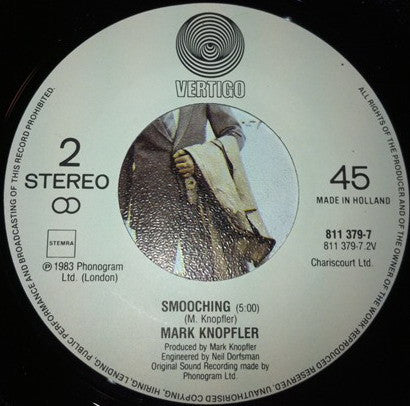 VERTIGO
2
STEREO
45
MADE IN HOLLAND
STEMRA
811 379-7
811 379-7.2V
Ⓟ 1983 Phonogram
Ltd. (London)
Chariscourt Ltd.
SMOOCHING (5:00)
(M. Knopfler)
MARK KNOPFLER
Produced by Mark Knopfler
Engineered by Neil Dorfsman
Original Sound Recording made by
Phonogram Ltd.
ALL RIGHTS OF THE PRODUCER AND OF THE OWNER OF THE WORK REPRODUCED RESERVED. UNAUTHORISED COPYING, HIRING, LENDING, PUBLIC PERFORMANCE AND BROADCASTING OF THIS RECORD PROHIBITED.